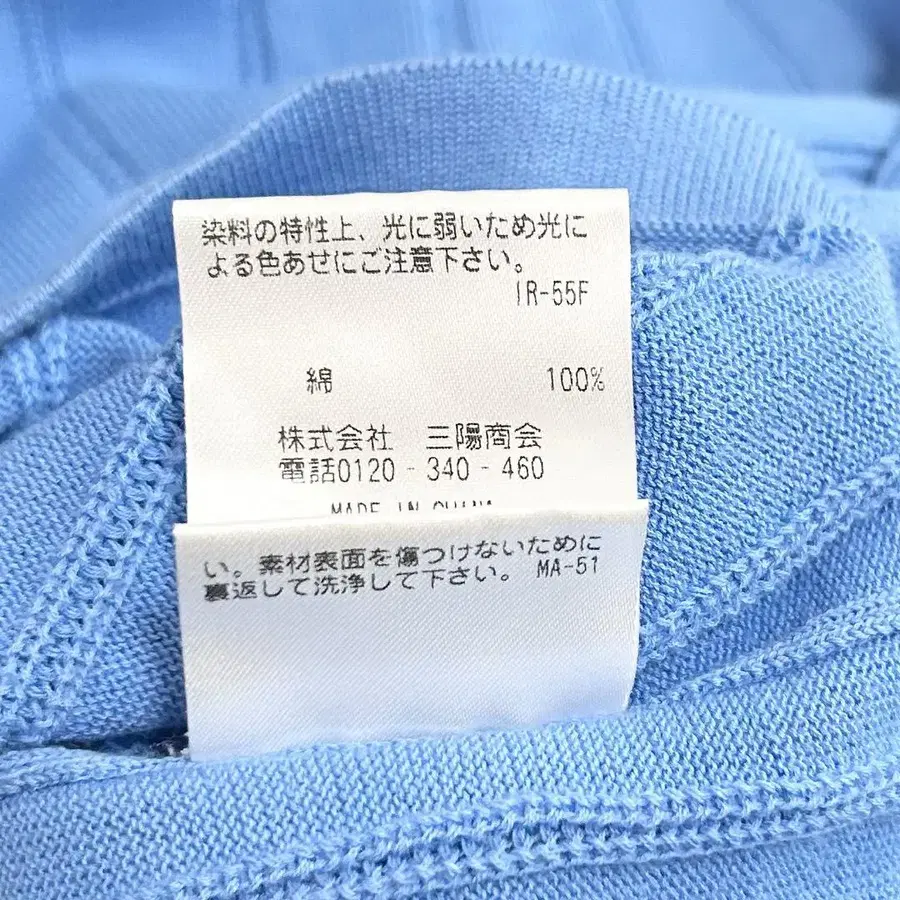 染料の特性上、光に弱いため光に
よる色あせにご注意下さい。
IR-55F
綿 100%
株式会社 三陽商会
電話0120-340-460
MADE IN CHINA
い。素材表面を傷つけないために
裏返して洗浄して下さい。 MA-51